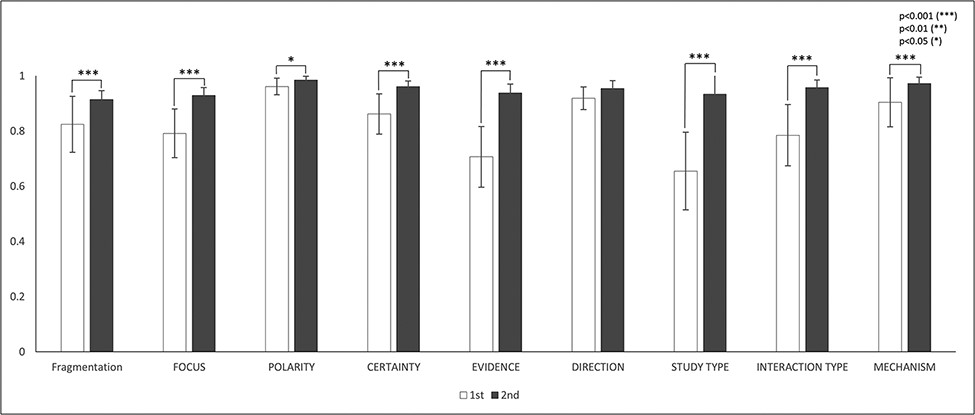 p<0.001 (***)
p<0.01 (**)
p<0.05 (*)
*** *** * *** *** *** *** ***
1
0.8
0.6
0.4
0.2
0
Fragmentation FOCUS POLARITY CERTAINTY EVIDENCE DIRECTION STUDY TYPE INTERACTION TYPE MECHANISM
1st 2nd